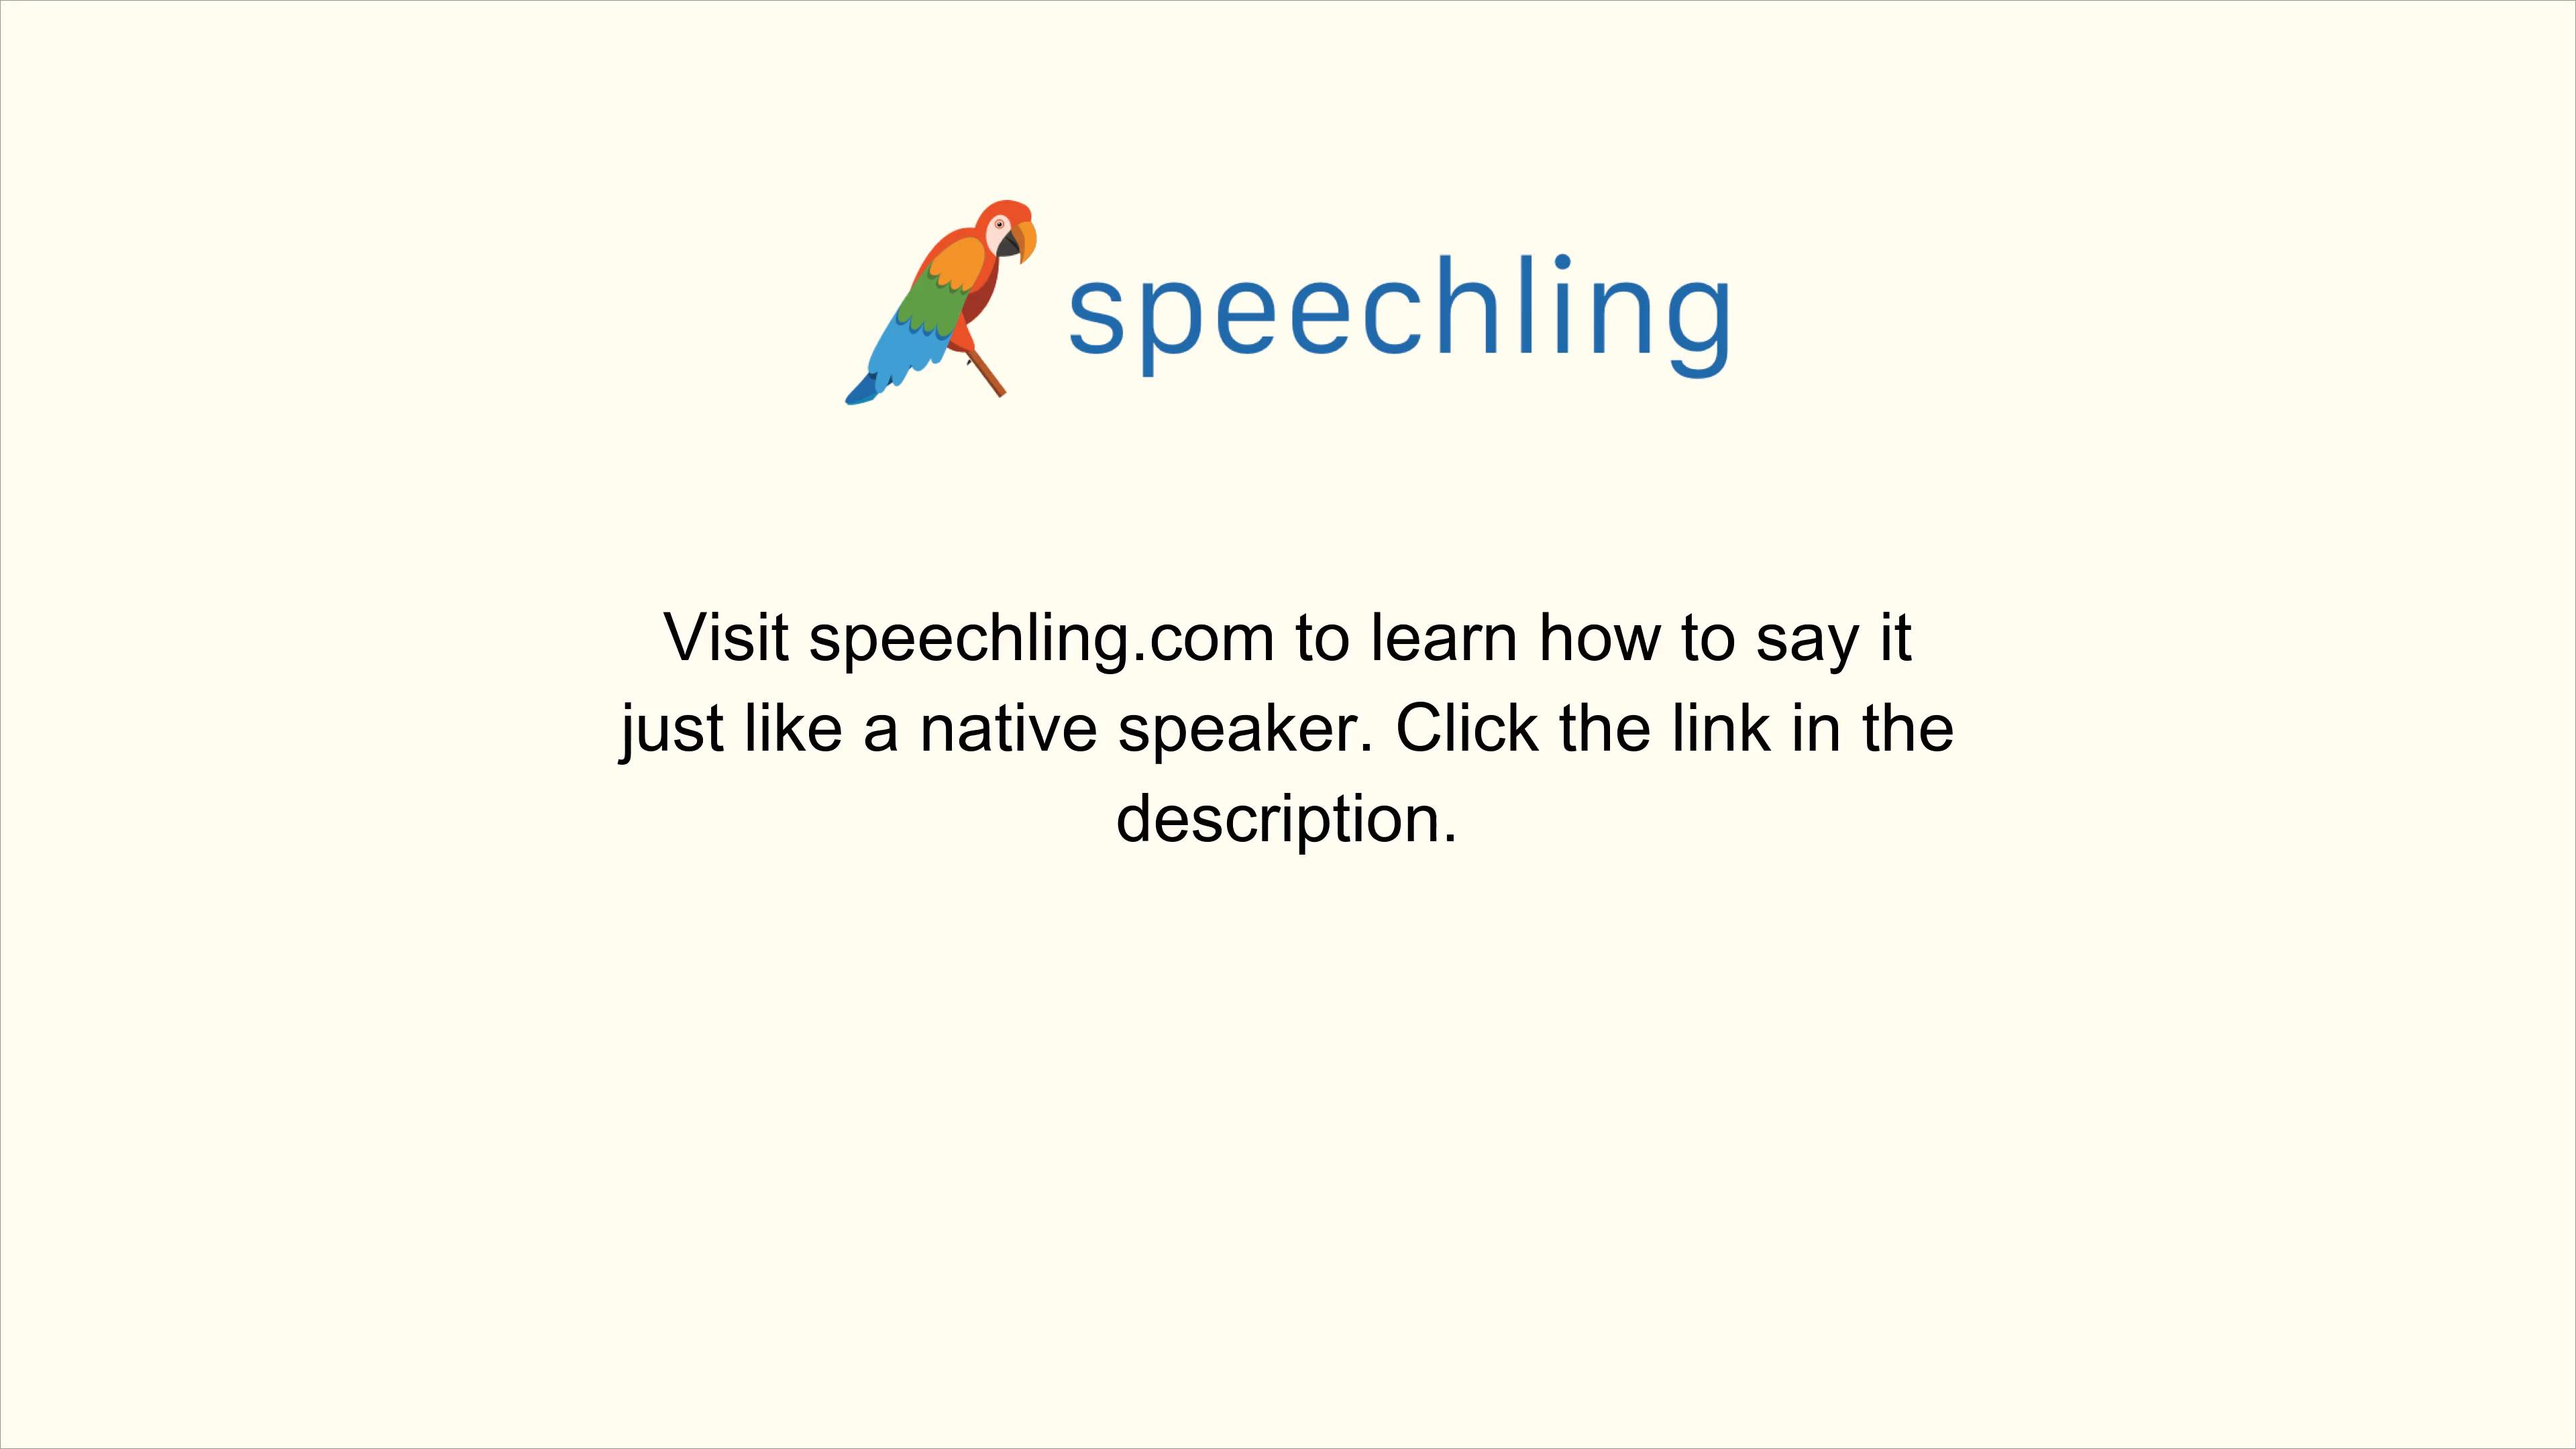 speechling
Visit speechling.com to learn how to say it
just like a native speaker. Click the link in the
description.